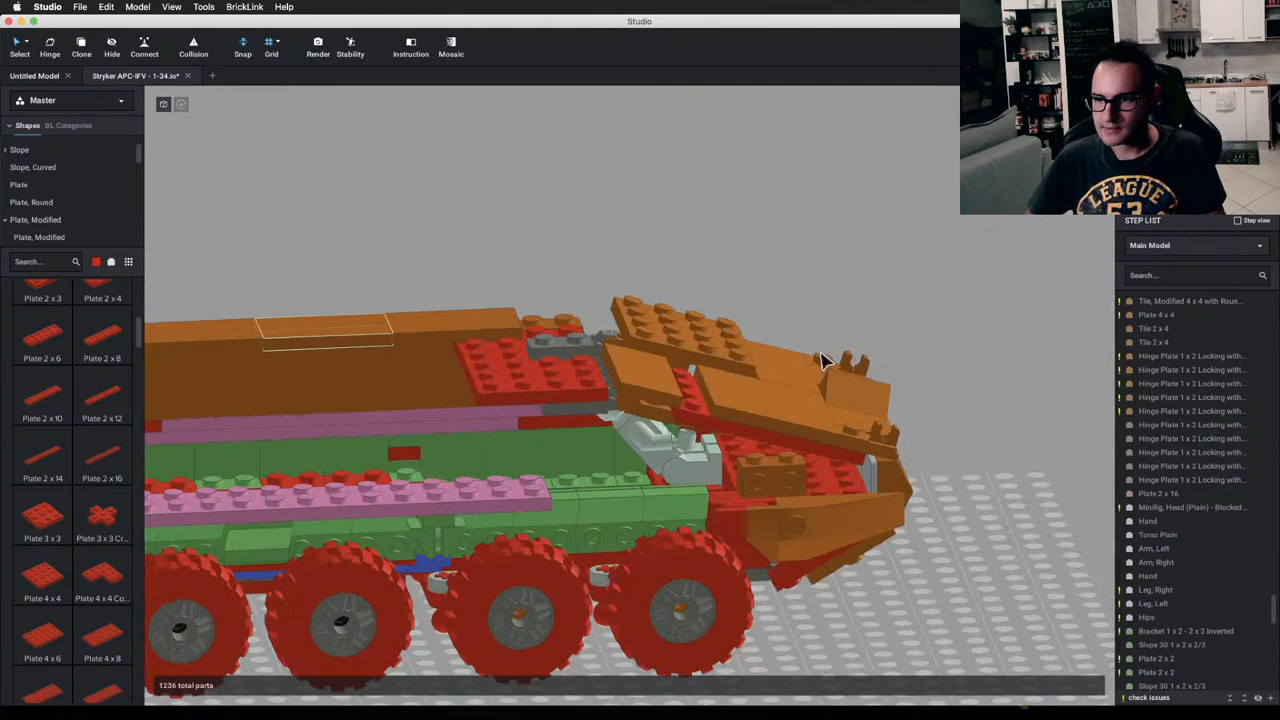 Studio File Edit Model View Tools BrickLink Help
Studio
Select Hinge Clone Hide Connect Collision Snap Grid Render Stability Instruction Mosaic
Untitled Model Stryker APC-IFV - 1-34.io*
Master
Shapes BL Categories
Slope
Slope, Curved
Plate
Plate, Round
Plate, Modified
Plate, Modified
Search...
Plate 2 x 3 Plate 2 x 4
Plate 2 x 6 Plate 2 x 8
Plate 2 x 10 Plate 2 x 12
Plate 2 x 14 Plate 2 x 16
Plate 3 x 3 Plate 3 x 3 Cr...
Plate 4 x 4 Plate 4 x 4 Co...
Plate 4 x 6 Plate 4 x 8
1236 total parts
LEAGUE
53
STEP LIST Step view
Main Model
Search...
Tile, Modified 4 x 4 with Roun...
Plate 4 x 4
Tile 2 x 4
Tile 2 x 4
Hinge Plate 1 x 2 Locking with...
Hinge Plate 1 x 2 Locking with...
Hinge Plate 1 x 2 Locking with...
Hinge Plate 1 x 2 Locking with...
Hinge Plate 1 x 2 Locking with...
Hinge Plate 1 x 2 Locking with...
Hinge Plate 1 x 2 Locking with...
Hinge Plate 1 x 2 Locking with...
Hinge Plate 1 x 2 Locking with...
Hinge Plate 1 x 2 Locking with...
Plate 2 x 16
Minifig, Head (Plain) - Blocked...
Hand
Torso Plain
Arm, Left
Arm, Right
Hand
Leg, Right
Leg, Left
Hips
Bracket 1 x 2 - 2 x 2 Inverted
Slope 30 1 x 2 x 2/3
Plate 2 x 2
Plate 2 x 2
Slope 30 1 x 2 x 2/3
check issues